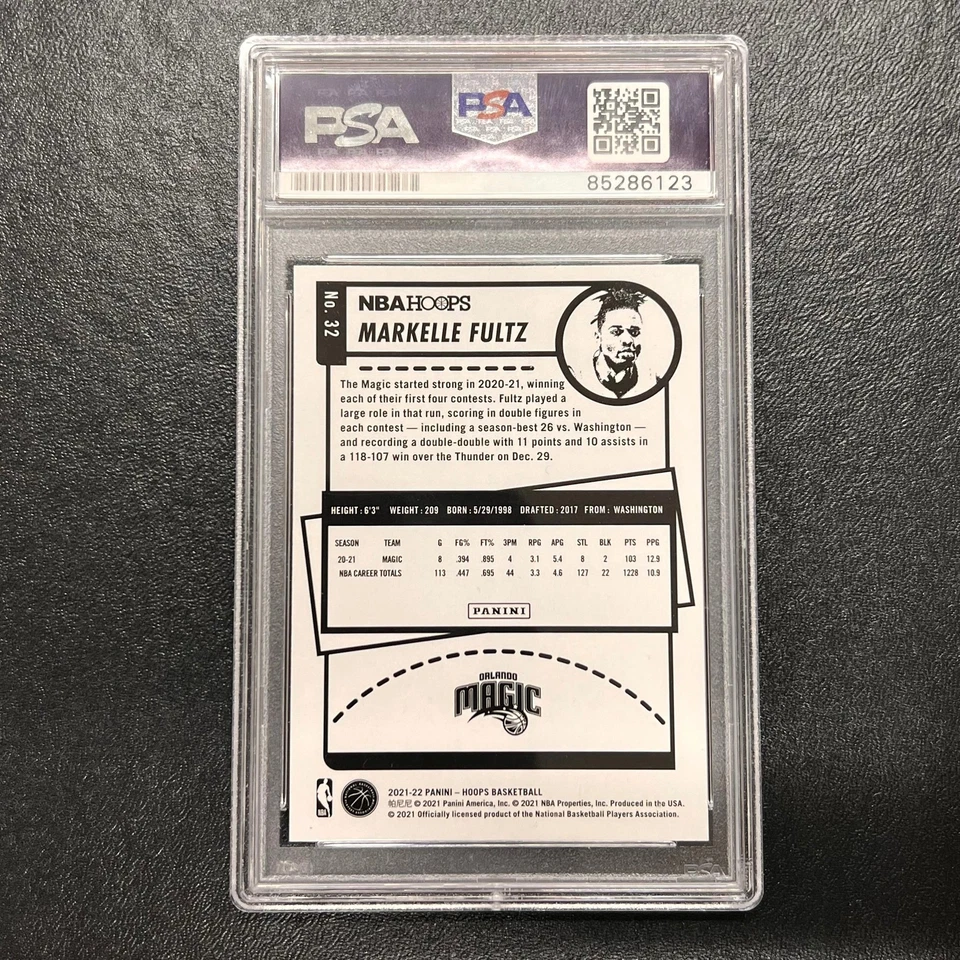 PSA
PSA
85286123
No. 32
NBA HOOPS
MARKELLE FULTZ
The Magic started strong in 2020-21, winning
each of their first four contests. Fultz played a
large role in that run, scoring in double figures in
each contest — including a season-best 26 vs. Washington —
and recording a double-double with 11 points and 10 assists in
a 118-107 win over the Thunder on Dec. 29.
HEIGHT: 6'3" WEIGHT: 209 BORN: 5/29/1998 DRAFTED: 2017 FROM: WASHINGTON
SEASON TEAM G FG% FT% 3PM RPG APG STL BLK PTS PPG
20-21 MAGIC 8 .394 .895 4 3.1 5.4 8 2 103 12.9
NBA CAREER TOTALS 113 .447 .695 44 3.3 4.6 127 22 1228 10.9
PANINI
ORLANDO
MAGIC
NBA
2021-22 PANINI – HOOPS BASKETBALL
帕尼尼 © 2021 Panini America, Inc. © 2021 NBA Properties, Inc. Produced in the USA.
© 2021 Officially licensed product of the National Basketball Players Association.
PSA